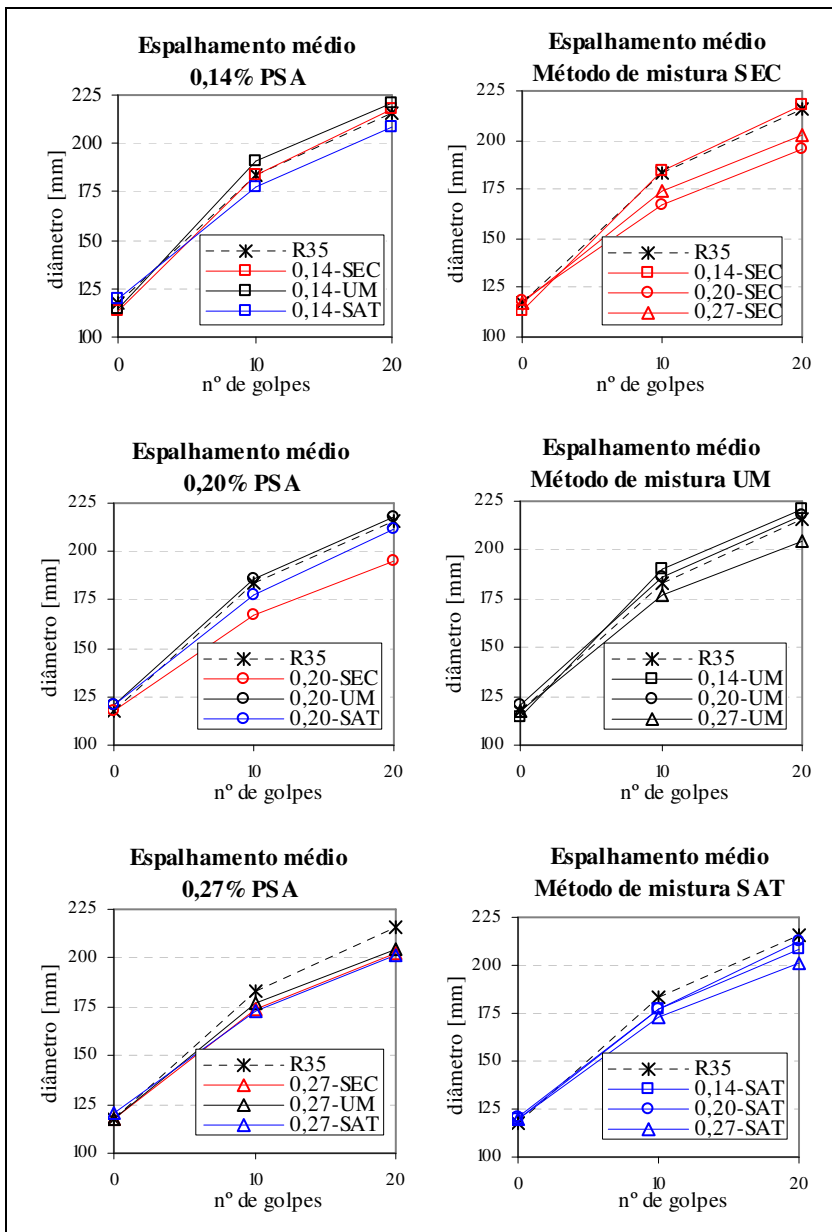 Espalhamento médio
0,14% PSA
225
200
175
150
125
100
diâmetro [mm]
R35
0,14-SEC
0,14-UM
0,14-SAT
0
10
20
nº de golpes
Espalhamento médio
Método de mistura SEC
225
200
175
150
125
100
diâmetro [mm]
R35
0,14-SEC
0,20-SEC
0,27-SEC
0
10
20
nº de golpes
Espalhamento médio
0,20% PSA
225
200
175
150
125
100
diâmetro [mm]
R35
0,20-SEC
0,20-UM
0,20-SAT
0
10
20
nº de golpes
Espalhamento médio
Método de mistura UM
225
200
175
150
125
100
diâmetro [mm]
R35
0,14-UM
0,20-UM
0,27-UM
0
10
20
nº de golpes
Espalhamento médio
0,27% PSA
225
200
175
150
125
100
diâmetro [mm]
R35
0,27-SEC
0,27-UM
0,27-SAT
0
10
20
nº de golpes
Espalhamento médio
Método de mistura SAT
225
200
175
150
125
100
diâmetro [mm]
R35
0,14-SAT
0,20-SAT
0,27-SAT
0
10
20
nº de golpes